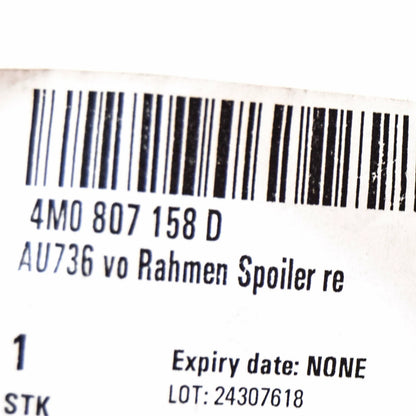 4M0 807 158 D
AU736 vo Rahmen Spoiler re
1
Expiry date: NONE
STK
LOT: 24307618